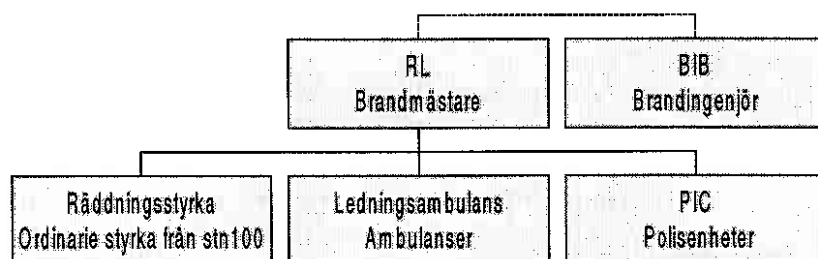 RL
Brandmästare
BIB
Brandingenjör
Räddningsstyrka
Ordinarie styrka från stn100
Ledningsambulans
Ambulanser
PIC
Polisenheter